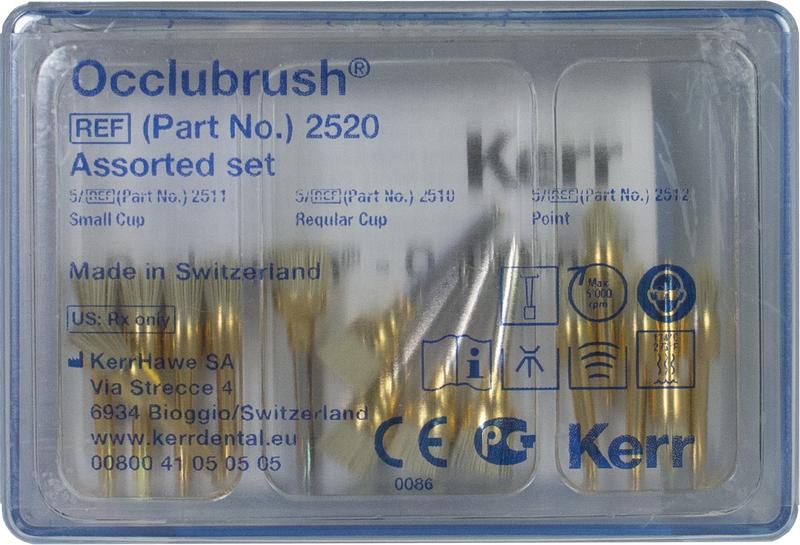 Occlubrush®
REF (Part No.) 2520
Assorted set
Kerr
5/REF(Part No.) 2511
Small Cup
5/REF(Part No.) 2510
Regular Cup
5/REF(Part No.) 2512
Point
Made in Switzerland
Max
5'000
rpm
US: Rx only
KerrHawe SA
Via Strecce 4
6934 Bioggio/Switzerland
www.kerrdental.eu
00800 41 05 05 05
CE
0086
Kerr